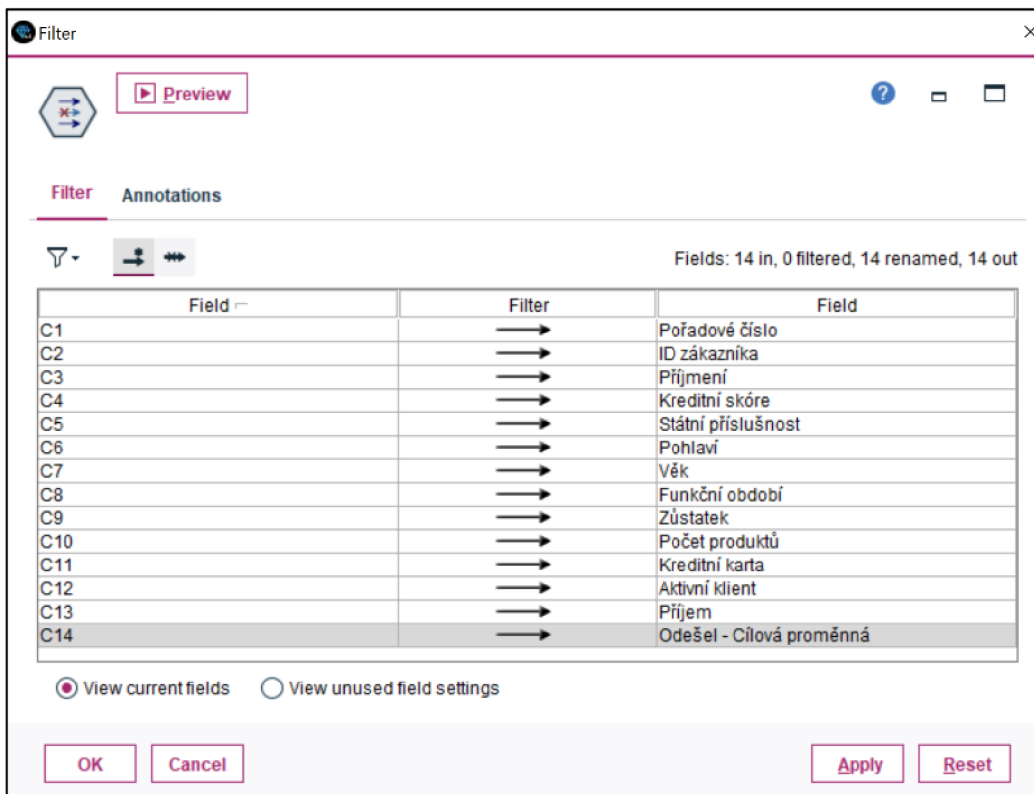 Filter
Preview
Filter Annotations
Fields: 14 in, 0 filtered, 14 renamed, 14 out
Field Filter Field
C1 Pořadové číslo
C2 ID zákazníka
C3 Příjmení
C4 Kreditní skóre
C5 Státní příslušnost
C6 Pohlaví
C7 Věk
C8 Funkční období
C9 Zůstatek
C10 Počet produktů
C11 Kreditní karta
C12 Aktivní klient
C13 Příjem
C14 Odešel - Cílová proměnná
View current fields View unused field settings
OK Cancel Apply Reset